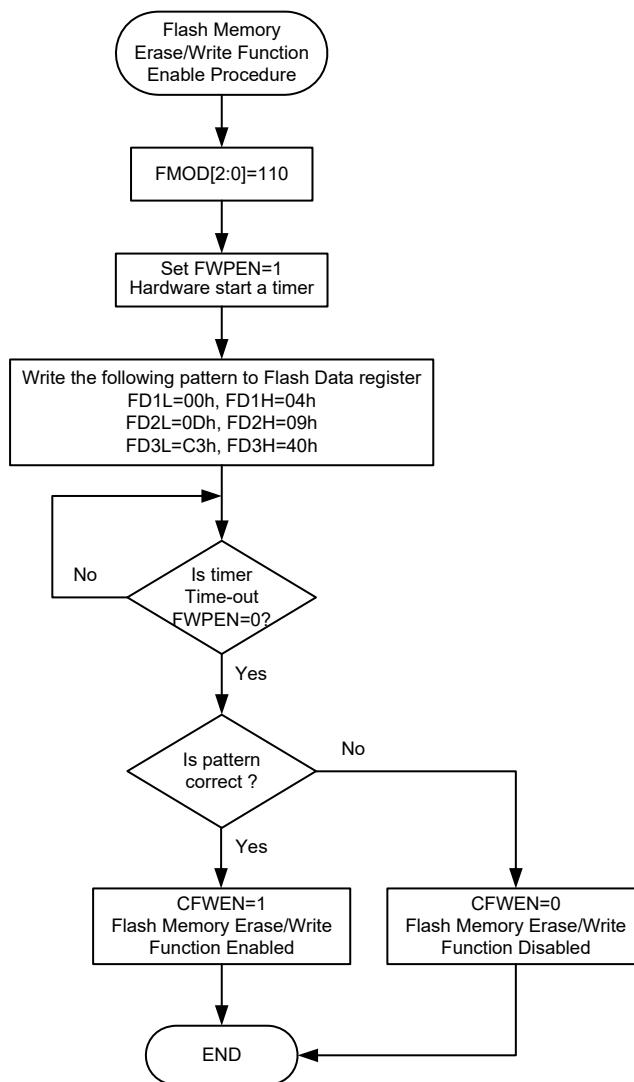 Flash Memory
Erase/Write Function
Enable Procedure
FMOD[2:0]=110
Set FWPEN=1
Hardware start a timer
Write the following pattern to Flash Data register
FD1L=00h, FD1H=04h
FD2L=0Dh, FD2H=09h
FD3L=C3h, FD3H=40h
No
Is timer
Time-out
FWPEN=0?
Yes
Is pattern
correct ?
No
Yes
CFWEN=1
Flash Memory Erase/Write
Function Enabled
CFWEN=0
Flash Memory Erase/Write
Function Disabled
END